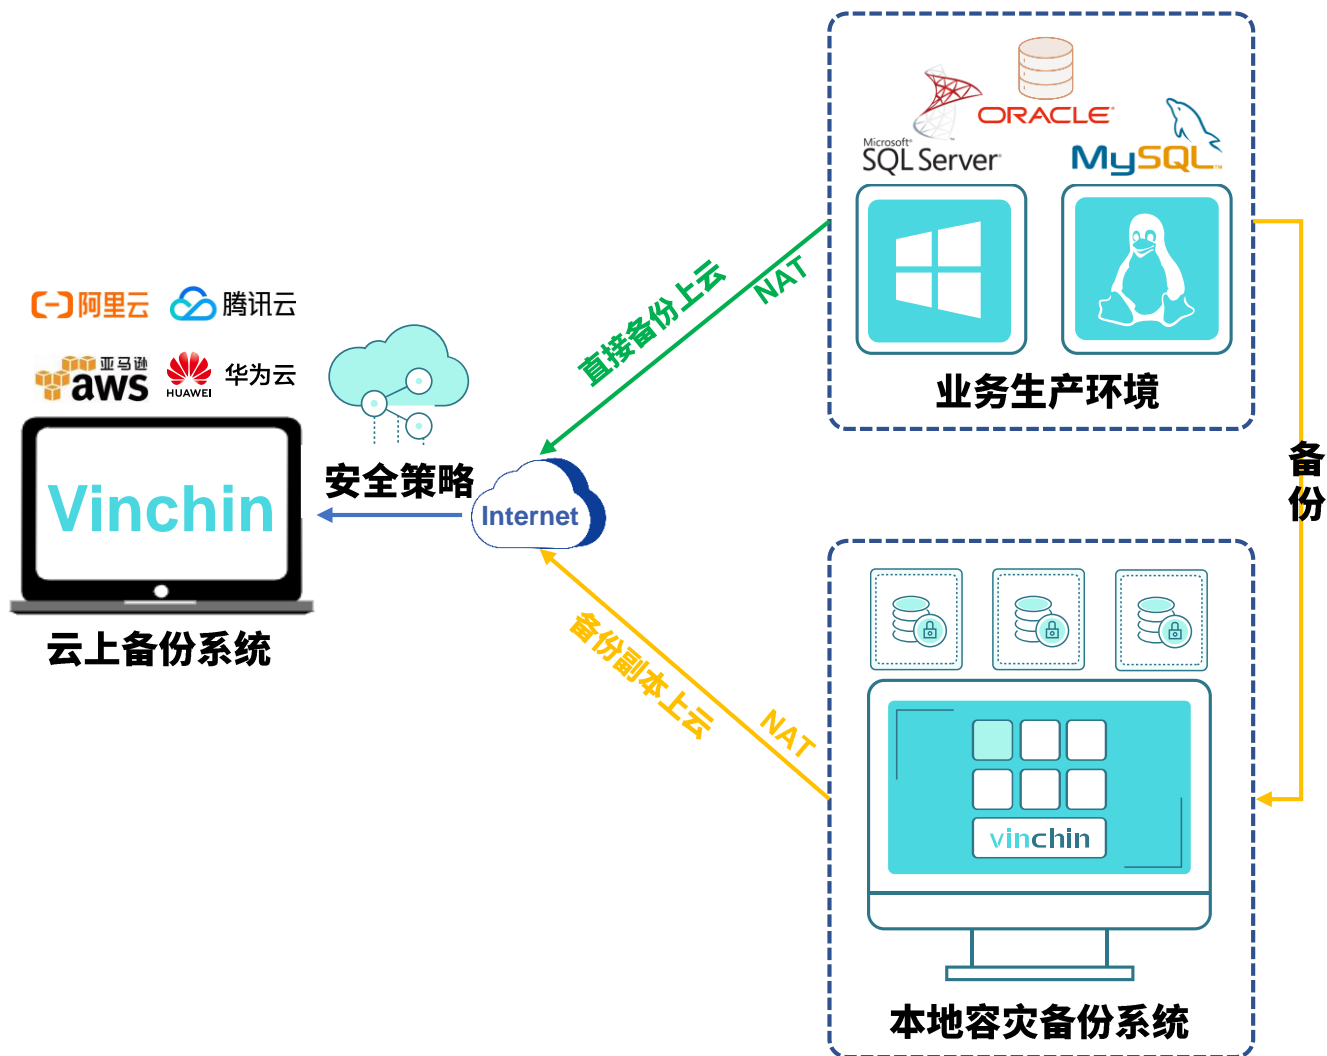 ORACLE
Microsoft
SQL Server
MySQL
业务生产环境
阿里云
腾讯云
亚马逊
aws
HUAWEI
华为云
Vinchin
云上备份系统
安全策略
Internet
直接备份上云
NAT
备份副本上云
NAT
备份
vinchin
本地容灾备份系统